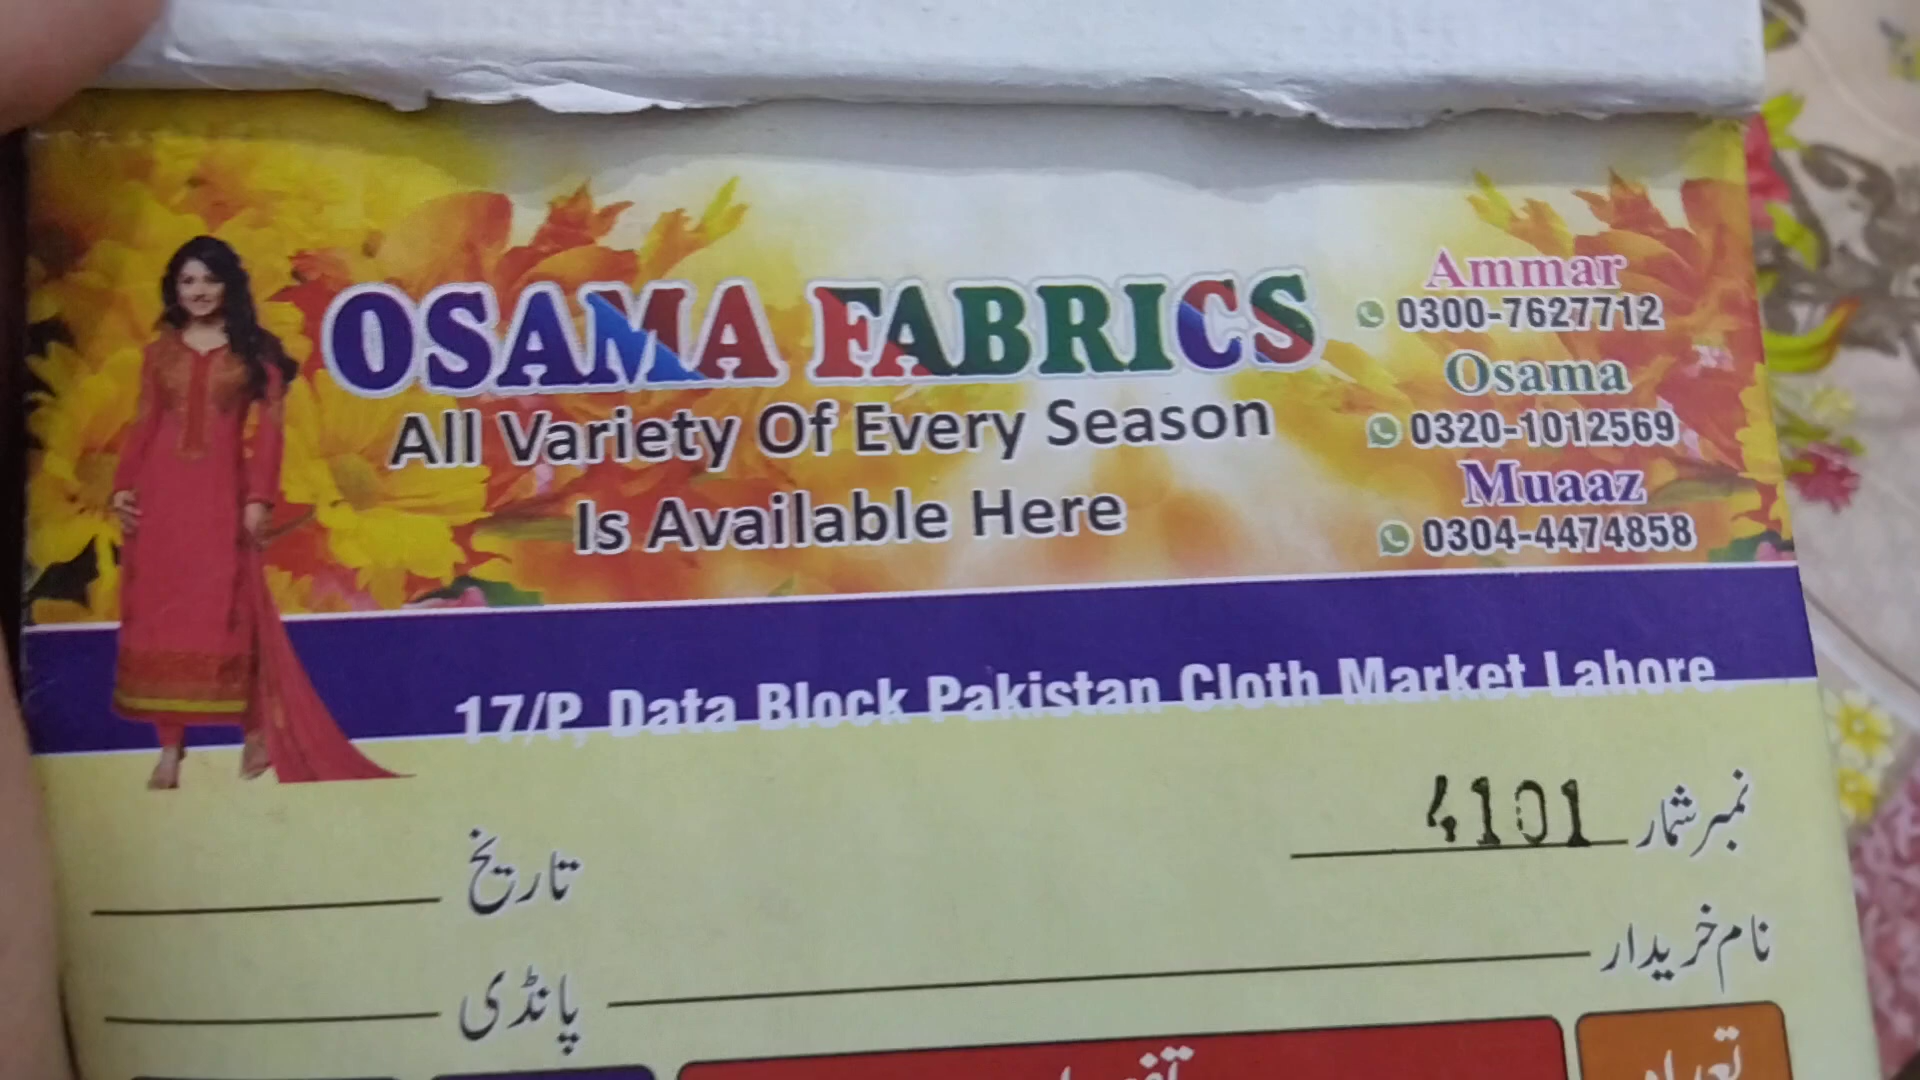 OSAMA FABRICS
All Variety Of Every Season
Is Available Here
Ammar
0300-7627712
Osama
0320-1012569
Muaaz
0304-4474858
17/P, Data Block Pakistan Cloth Market Lahore
نمبر شمار 4101
تاریخ
نام خریدار
پانڈی
تعداد